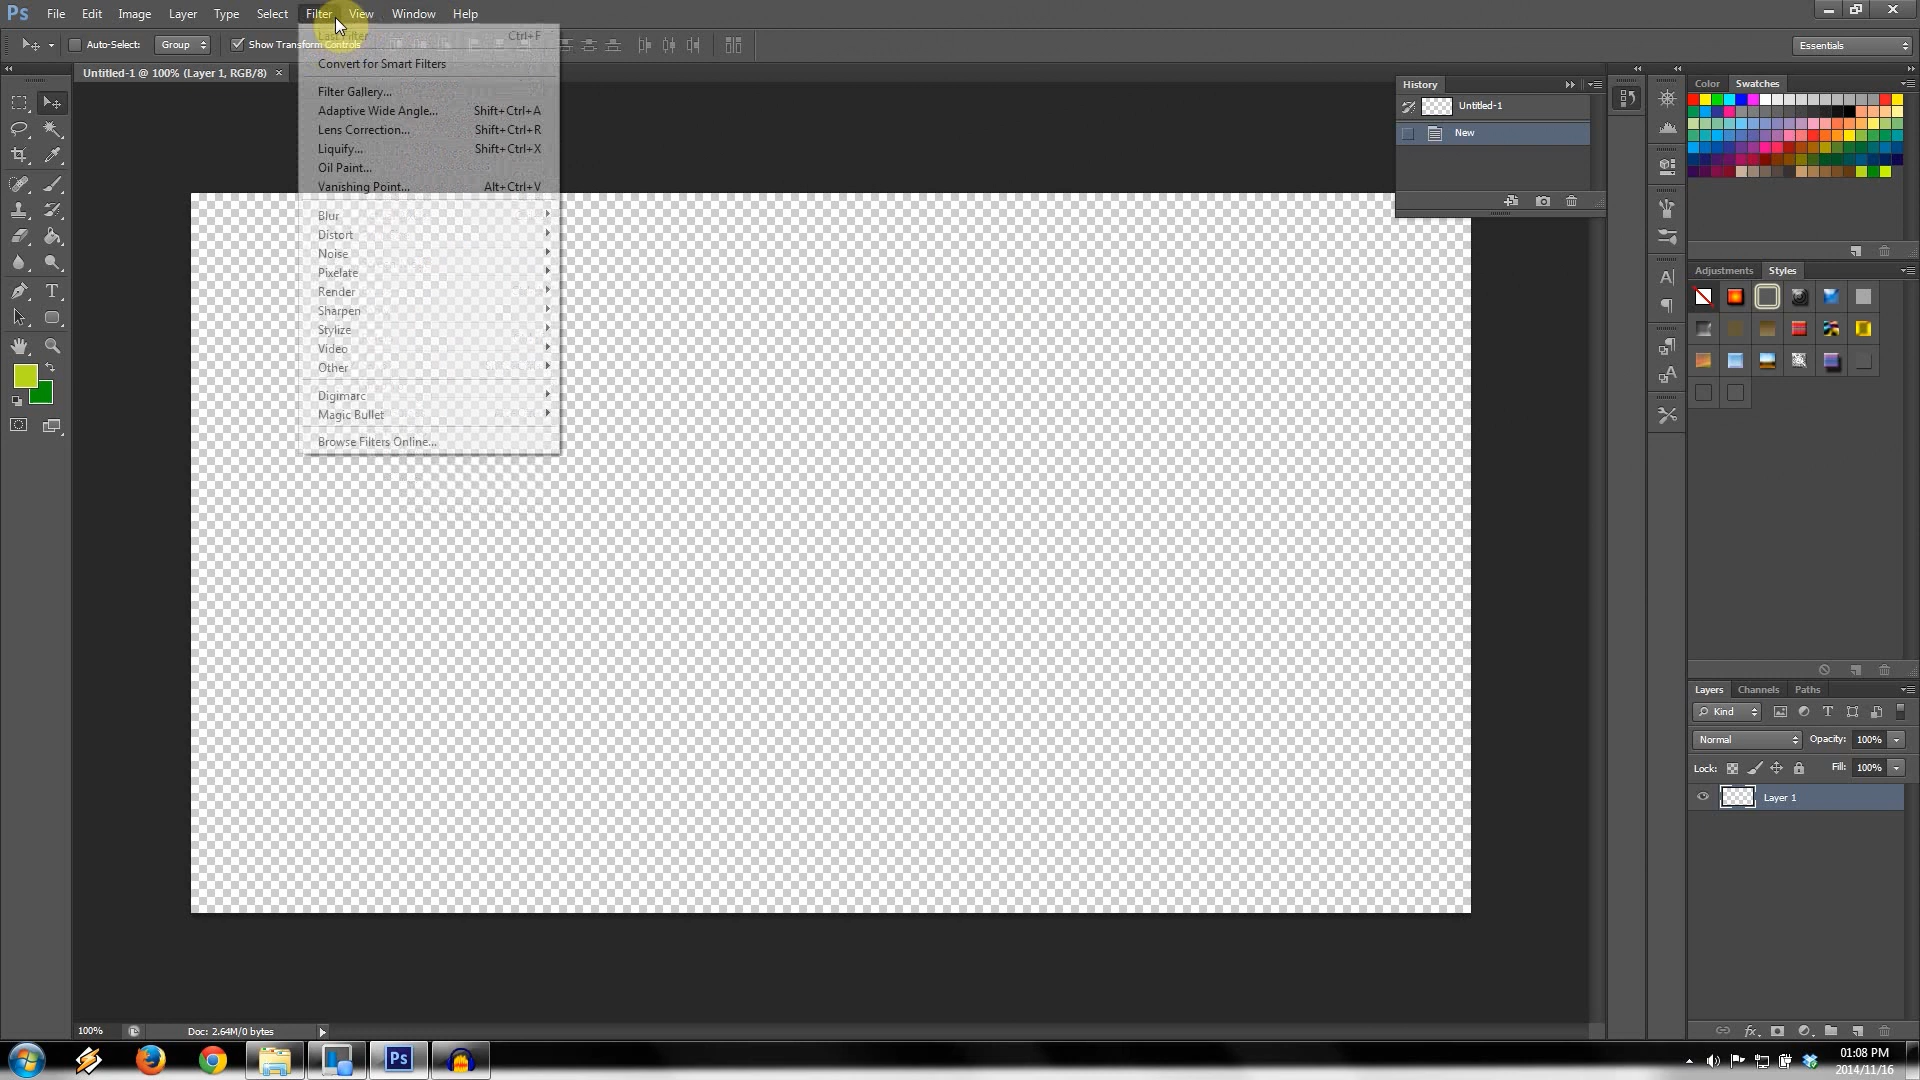 Ps File Edit Image Layer Type Select Filter View Window Help
Auto-Select: Group Show Transform Controls Essentials
Untitled-1 @ 100% (Layer 1, RGB/8) ×
Last Filter Ctrl+F
Convert for Smart Filters
Filter Gallery...
Adaptive Wide Angle... Shift+Ctrl+A
Lens Correction... Shift+Ctrl+R
Liquify... Shift+Ctrl+X
Oil Paint...
Vanishing Point... Alt+Ctrl+V
Blur
Distort
Noise
Pixelate
Render
Sharpen
Stylize
Video
Other
Digimarc
Magic Bullet
Browse Filters Online...
History
Untitled-1
New
Color Swatches
Adjustments Styles
Layers Channels Paths
Kind
Normal Opacity: 100%
Lock: Fill: 100%
Layer 1
100% Doc: 2.64M/0 bytes
Ps
01:08 PM
2014/11/16